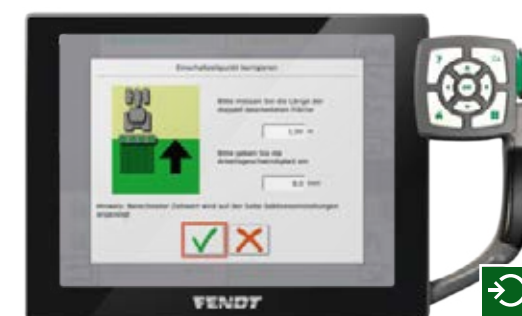 Einschaltzeitpunkt korrigieren
Bitte messen Sie die Länge der
doppelt bearbeiteten Fläche
m
Bitte geben Sie die
Arbeitsgeschwindigkeit ein
Hinweis: Berechneter Zeitwert wird auf der Seite Sektionseinstellungen
angezeigt
FENDT